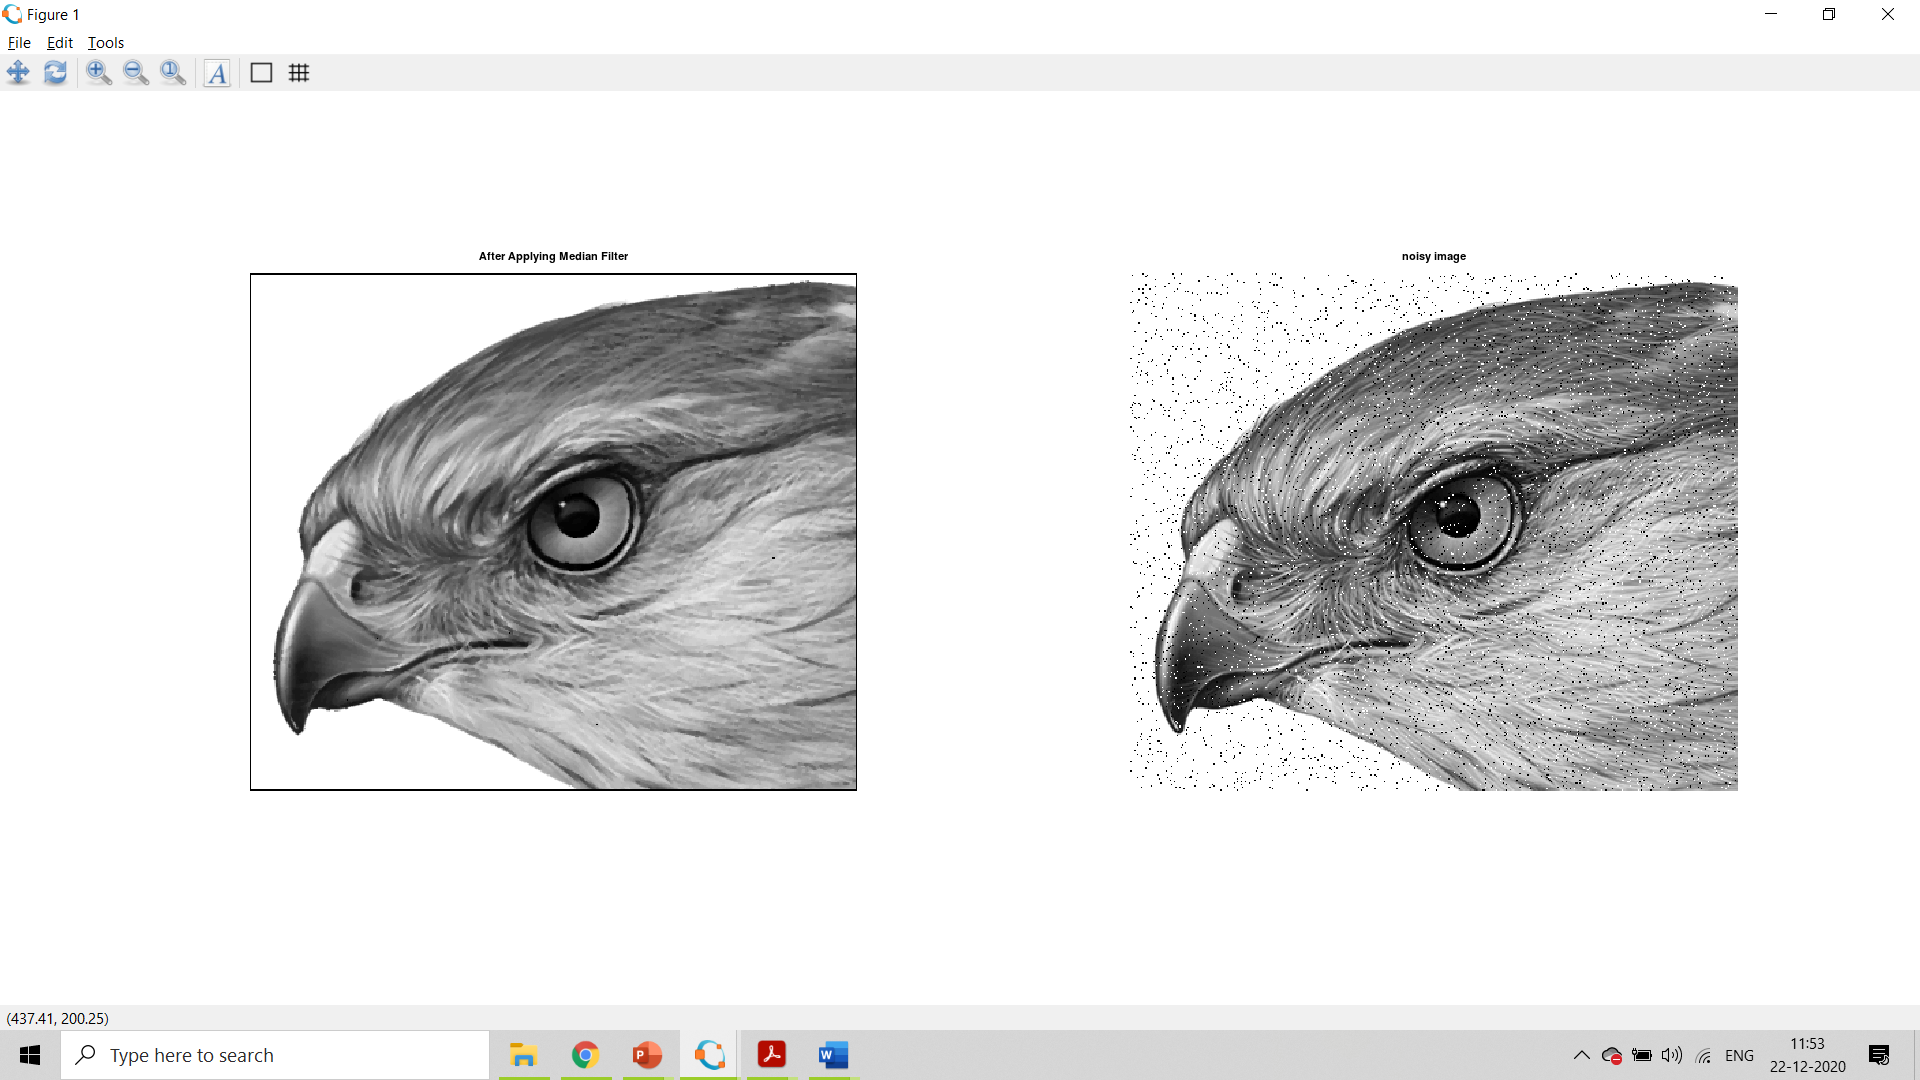 Figure 1
File Edit Tools
A
After Applying Median Filter
noisy image
(437.41, 200.25)
Type here to search
ENG
11:53
22-12-2020